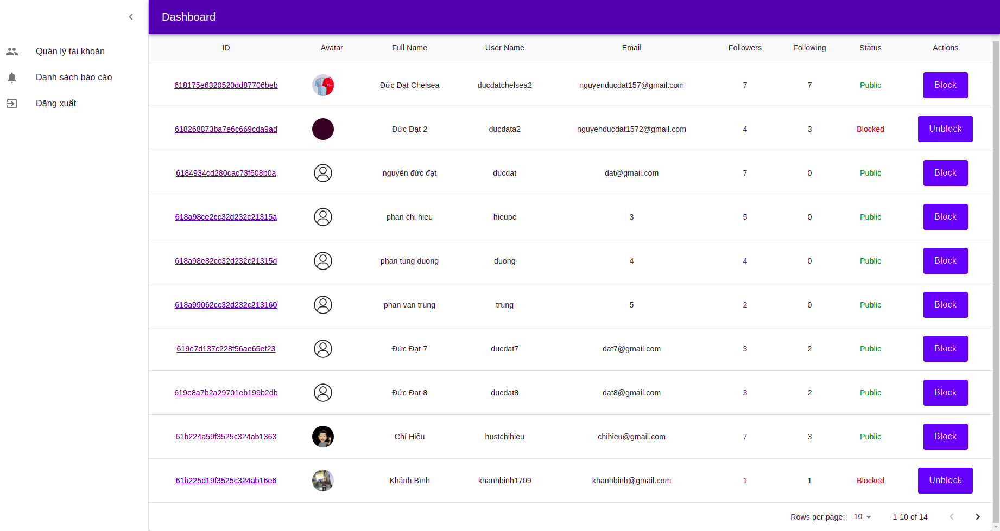 Dashboard
Quản lý tài khoản
Danh sách báo cáo
Đăng xuất
ID Avatar Full Name User Name Email Followers Following Status Actions
618175e6320520dd87706beb Đức Đạt Chelsea ducdatchelsea2 nguyenducdat157@gmail.com 7 7 Public Block
618268873ba7e6c669cda9ad Đức Đạt 2 ducdata2 nguyenducdat1572@gmail.com 4 3 Blocked Unblock
6184934cd280cac73f508b0a nguyễn đức đạt ducdat dat@gmail.com 7 0 Public Block
618a98ce2cc32d232c21315a phan chi hieu hieupc 3 5 0 Public Block
618a98e82cc32d232c21315d phan tung duong duong 4 4 0 Public Block
618a99062cc32d232c213160 phan van trung trung 5 2 0 Public Block
619e7d137c228f56ae65ef23 Đức Đạt 7 ducdat7 dat7@gmail.com 3 2 Public Block
619e8a7b2a29701eb199b2db Đức Đạt 8 ducdat8 dat8@gmail.com 3 2 Public Block
61b224a59f3525c324ab1363 Chí Hiếu hustchihieu chihieu@gmail.com 7 3 Public Block
61b225d19f3525c324ab16e6 Khánh Bình khanhbinh1709 khanhbinh@gmail.com 1 1 Blocked Unblock
Rows per page: 10 1-10 of 14